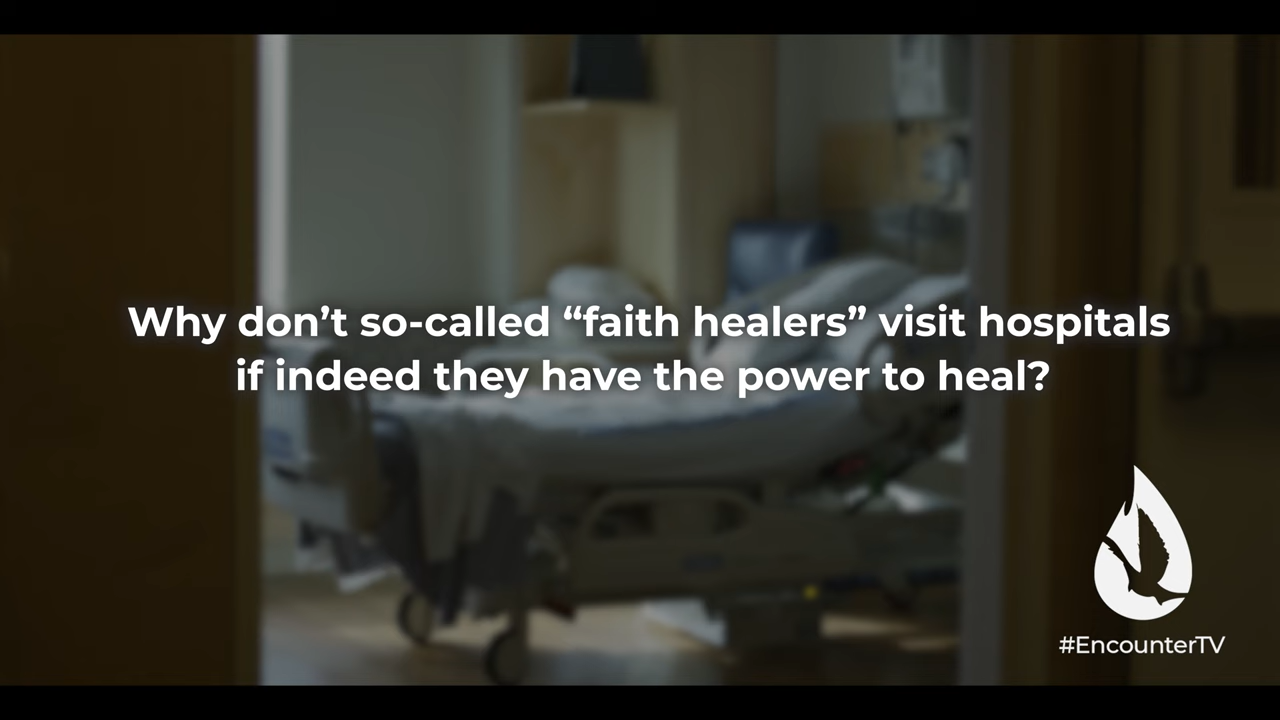 Why don’t so-called “faith healers” visit hospitals
if indeed they have the power to heal?
#EncounterTV